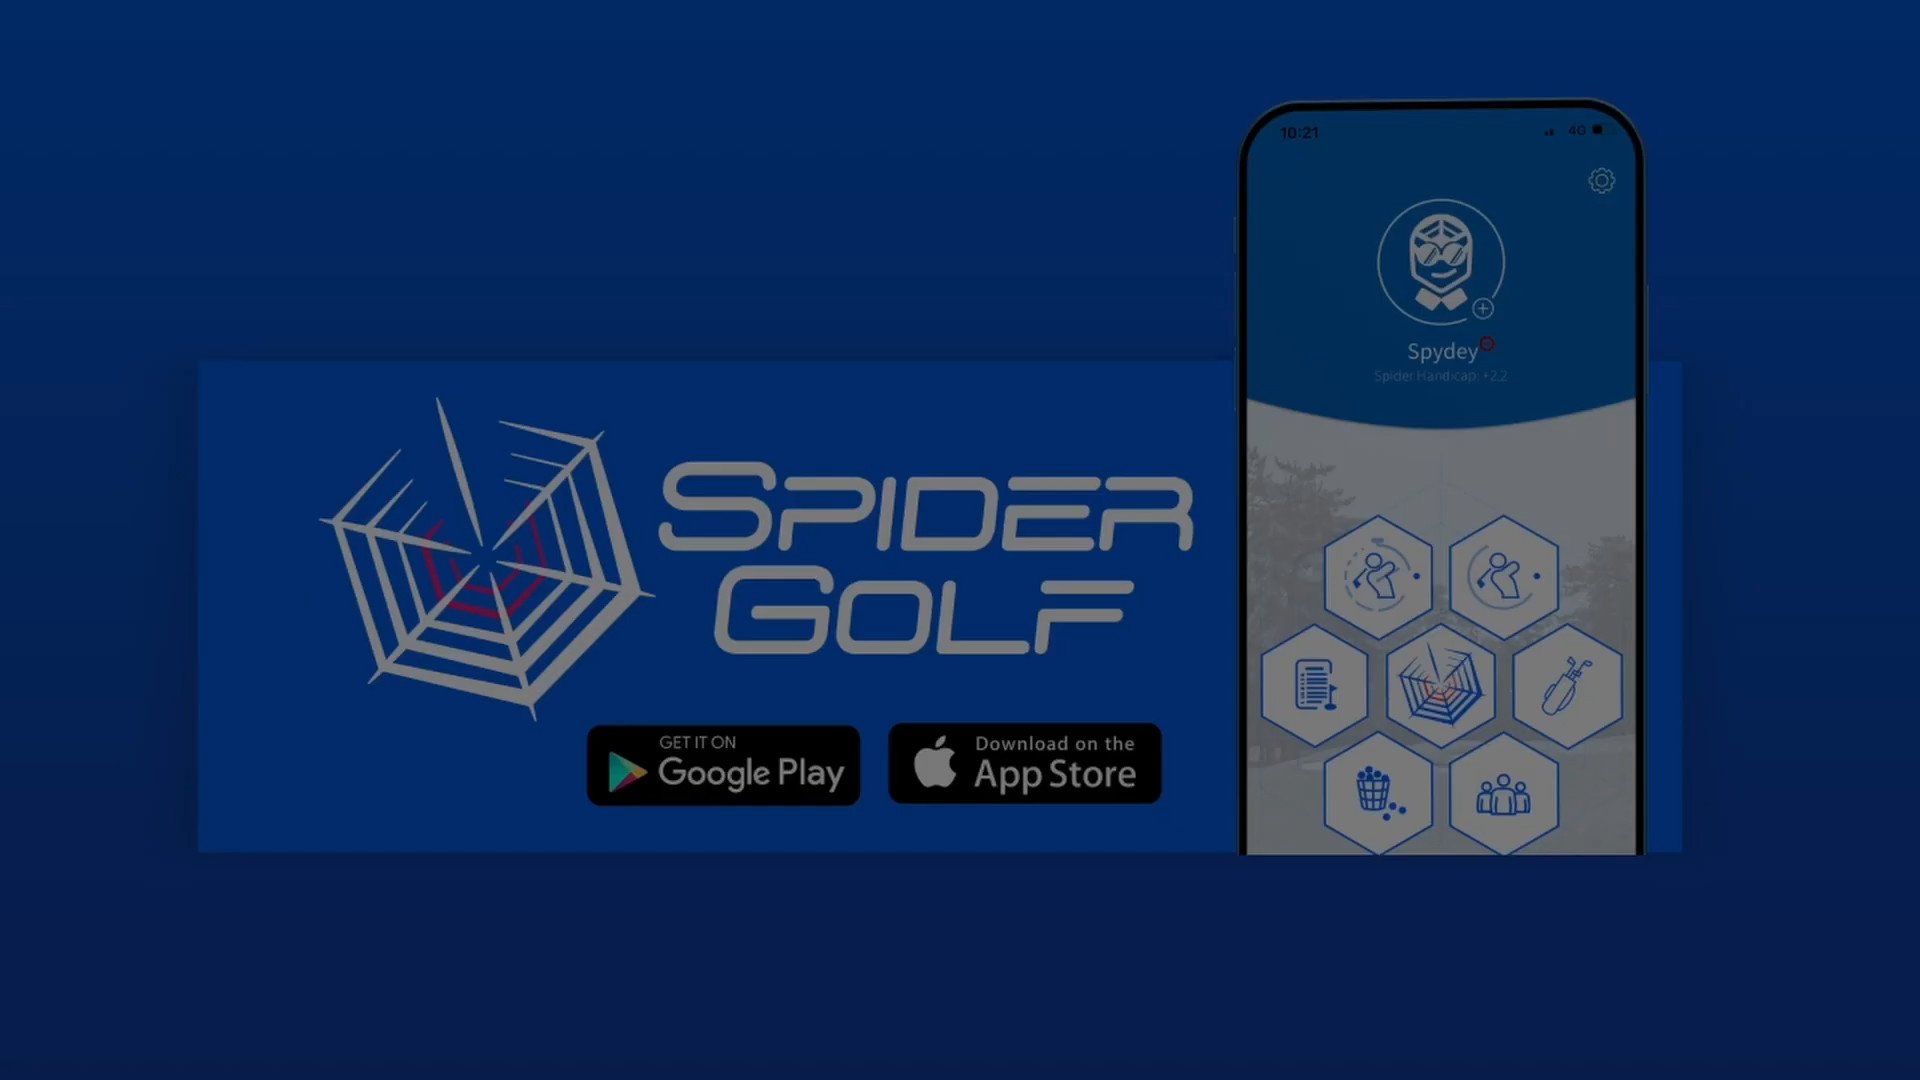 10:21
4G
Spydey
Spider Handicap: +2.2
SPIDER
GOLF
GET IT ON
Google Play
Download on the
App Store